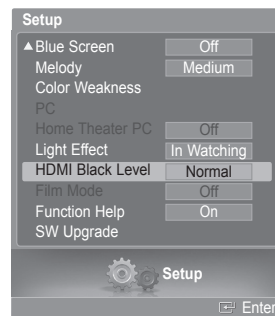 Setup
▲Blue Screen Off
Melody Medium
Color Weakness
PC
Home Theater PC Off
Light Effect In Watching
HDMI Black Level Normal
Film Mode Off
Function Help On
SW Upgrade
Setup
Enter